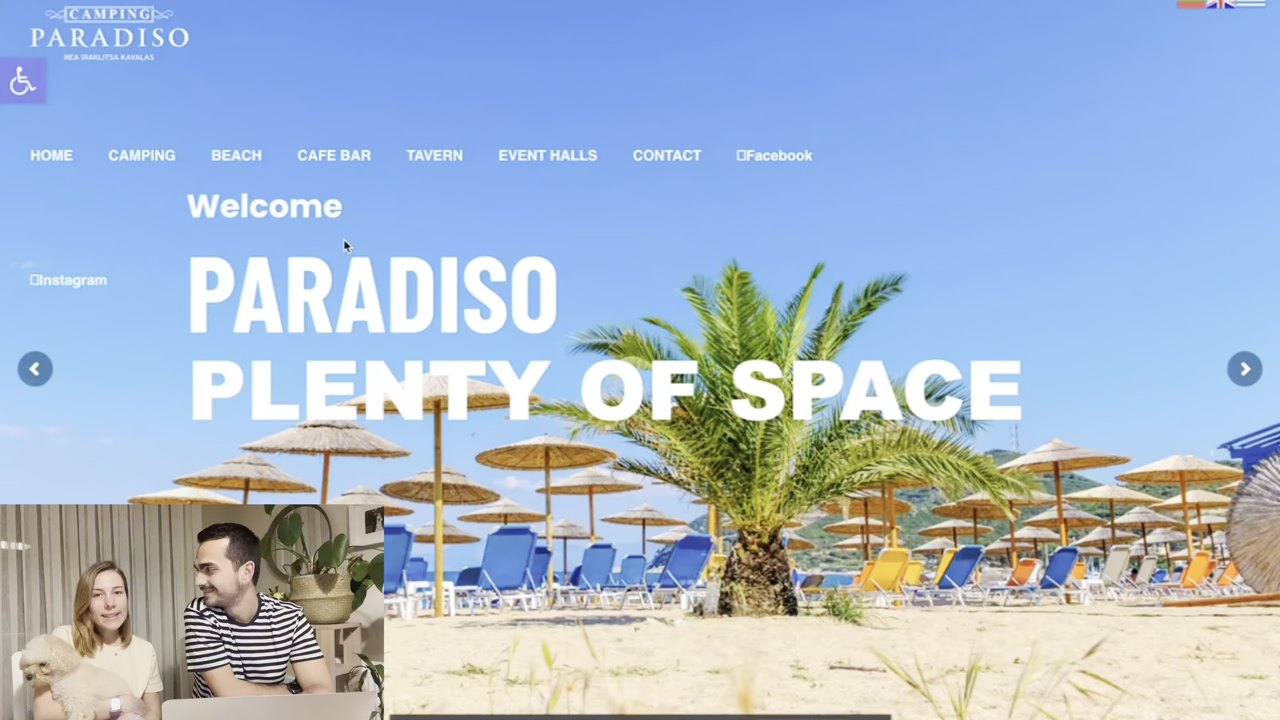 CAMPING
PARADISO
NEA IRAKLITSA KAVALAS
HOME CAMPING BEACH CAFE BAR TAVERN EVENT HALLS CONTACT Facebook
Welcome
Instagram
PARADISO
PLENTY OF SPACE